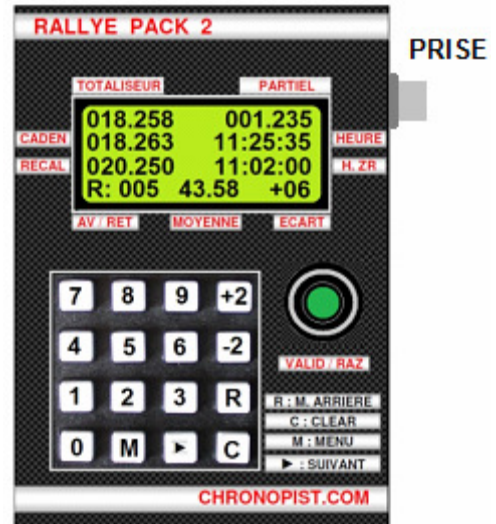 RALLYE PACK 2
PRISE
TOTALISEUR PARTIEL
018.258 001.235
CADEN 018.263 11:25:35 HEURE
RECAL 020.250 11:02:00 H. ZR
R: 005 43.58 +06
AV / RET MOYENNE ECART
7 8 9 +2
4 5 6 -2
VALID / RAZ
1 2 3 R
R : M. ARRIERE
C : CLEAR
0 M ► C
M : MENU
► : SUIVANT
CHRONOPIST.COM